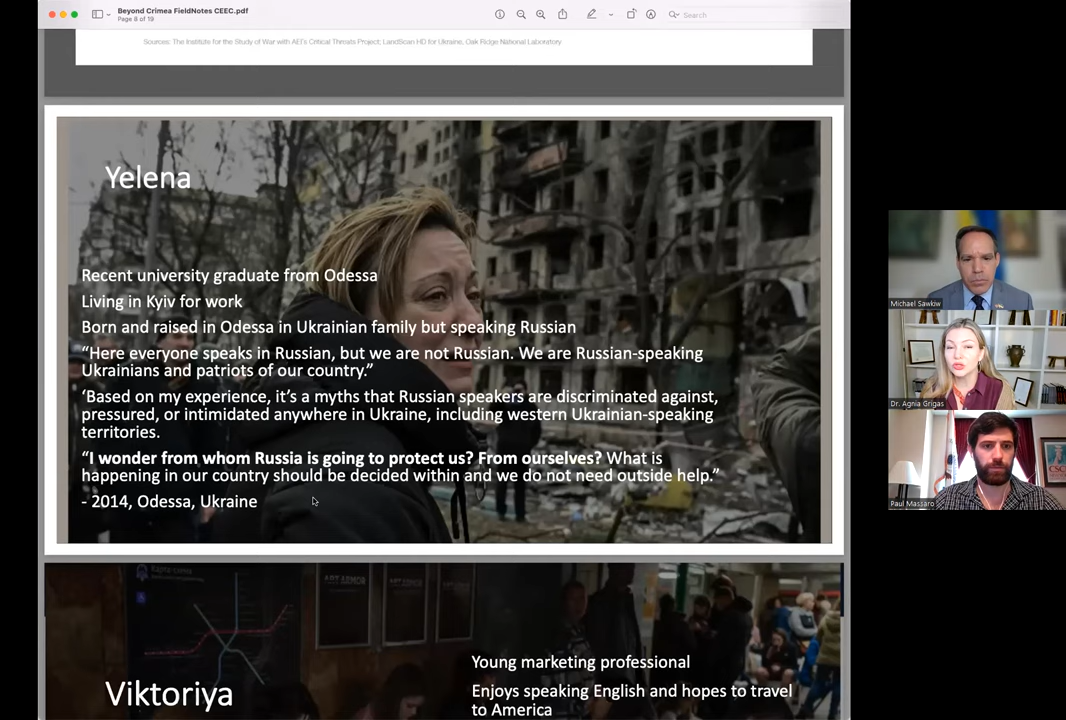 Beyond Crimea FieldNotes CEEC.pdf
Page 8 of 19
Search
Sources: The Institute for the Study of War with AEI's Critical Threats Project; LandScan HD for Ukraine, Oak Ridge National Laboratory
Yelena
Recent university graduate from Odessa
Living in Kyiv for work
Born and raised in Odessa in Ukrainian family but speaking Russian
“Here everyone speaks in Russian, but we are not Russian. We are Russian-speaking
Ukrainians and patriots of our country.”
‘Based on my experience, it’s a myths that Russian speakers are discriminated against,
pressured, or intimidated anywhere in Ukraine, including western Ukrainian-speaking
territories.
“I wonder from whom Russia is going to protect us? From ourselves? What is
happening in our country should be decided within and we do not need outside help.”
- 2014, Odessa, Ukraine
Michael Sawkiw
Dr. Agnia Grigas
Paul Massaro
CSC
Viktoriya
Young marketing professional
Enjoys speaking English and hopes to travel
to America